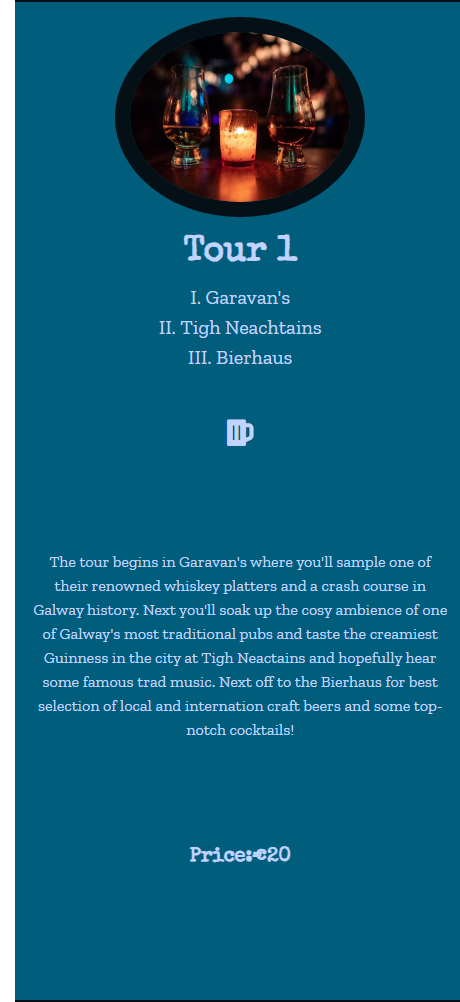 Tour 1
I. Garavan's
II. Tigh Neachtains
III. Bierhaus
The tour begins in Garavan's where you'll sample one of
their renowned whiskey platters and a crash course in
Galway history. Next you'll soak up the cosy ambience of one
of Galway's most traditional pubs and taste the creamiest
Guinness in the city at Tigh Neactains and hopefully hear
some famous trad music. Next off to the Bierhaus for best
selection of local and internation craft beers and some top-
notch cocktails!
Price:€20